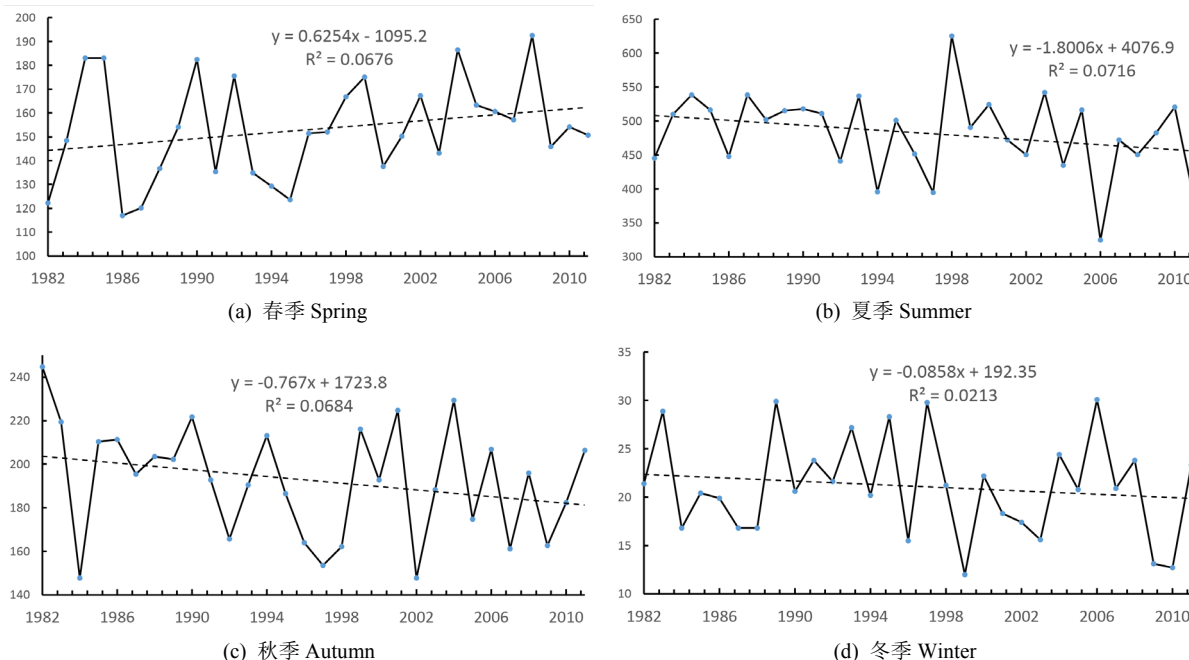 y = 0.6254x - 1095.2
R² = 0.0676
200
190
180
170
160
150
140
130
120
110
100
1982 1986 1990 1994 1998 2002 2006 2010
(a) 春季 Spring
y = -1.8006x + 4076.9
R² = 0.0716
650
600
550
500
450
400
350
300
1982 1986 1990 1994 1998 2002 2006 2010
(b) 夏季 Summer
y = -0.767x + 1723.8
R² = 0.0684
240
220
200
180
160
140
1982 1986 1990 1994 1998 2002 2006 2010
(c) 秋季 Autumn
y = -0.0858x + 192.35
R² = 0.0213
35
30
25
20
15
10
1982 1986 1990 1994 1998 2002 2006 2010
(d) 冬季 Winter